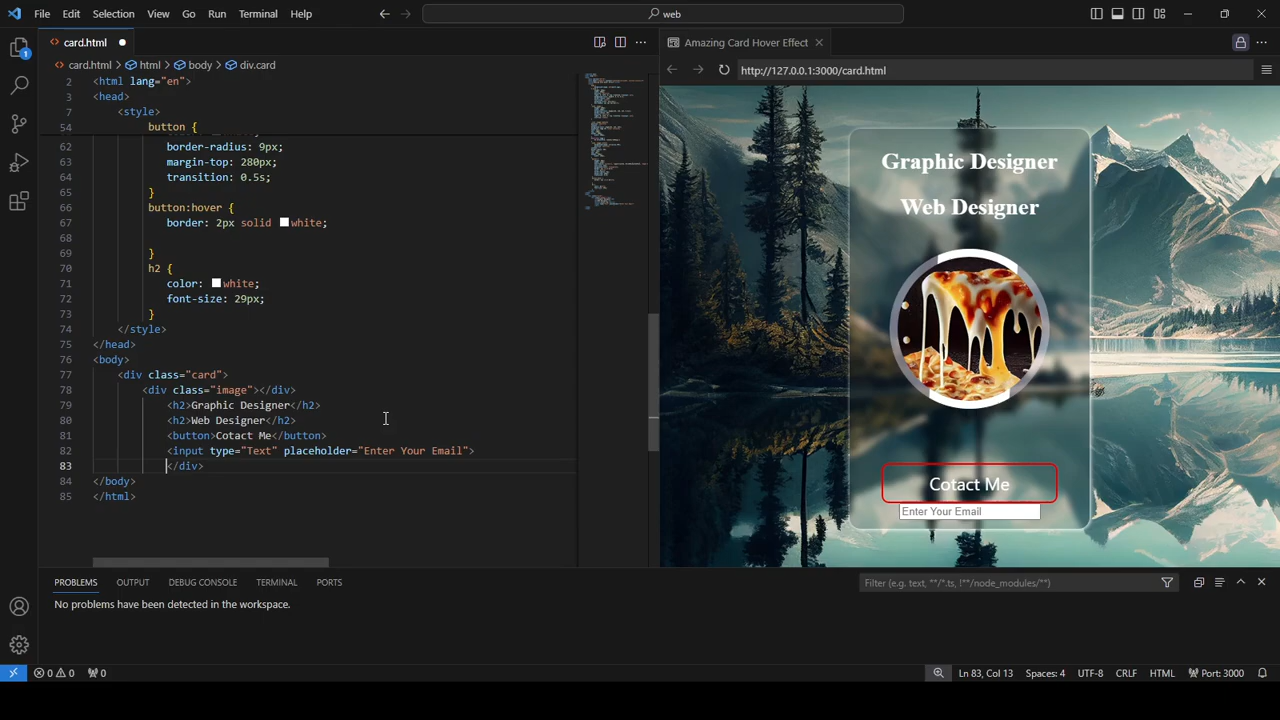 File Edit Selection View Go Run Terminal Help
web
card.html
Amazing Card Hover Effect
card.html html body div.card
http://127.0.0.1:3000/card.html
2 <html lang="en">
3 <head>
7 <style>
54 button {
62 border-radius: 9px;
63 margin-top: 280px;
64 transition: 0.5s;
65 }
66 button:hover {
67 border: 2px solid white;
68
69 }
70 h2 {
71 color: white;
72 font-size: 29px;
73 }
74 </style>
75 </head>
76 <body>
77 <div class="card">
78 <div class="image"></div>
79 <h2>Graphic Designer</h2>
80 <h2>Web Designer</h2>
81 <button>Cotact Me</button>
82 <input type="Text" placeholder="Enter Your Email">
83 </div>
84 </body>
85 </html>
Graphic Designer
Web Designer
Cotact Me
Enter Your Email
1
PROBLEMS OUTPUT DEBUG CONSOLE TERMINAL PORTS
Filter (e.g. text, **/*.ts, !**/node_modules/**)
No problems have been detected in the workspace.
0 0 0 Ln 83, Col 13 Spaces: 4 UTF-8 CRLF HTML Port: 3000